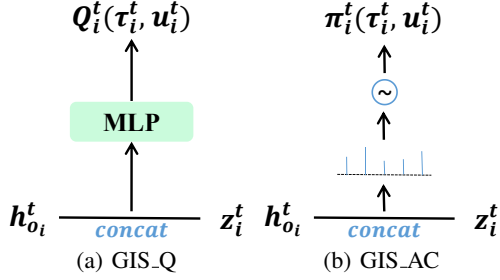 Q_i^t(τ_i^t, u_i^t) π_i^t(τ_i^t, u_i^t)
~
MLP
h_{o_i}^t concat z_i^t h_{o_i}^t concat z_i^t
(a) GIS_Q (b) GIS_AC